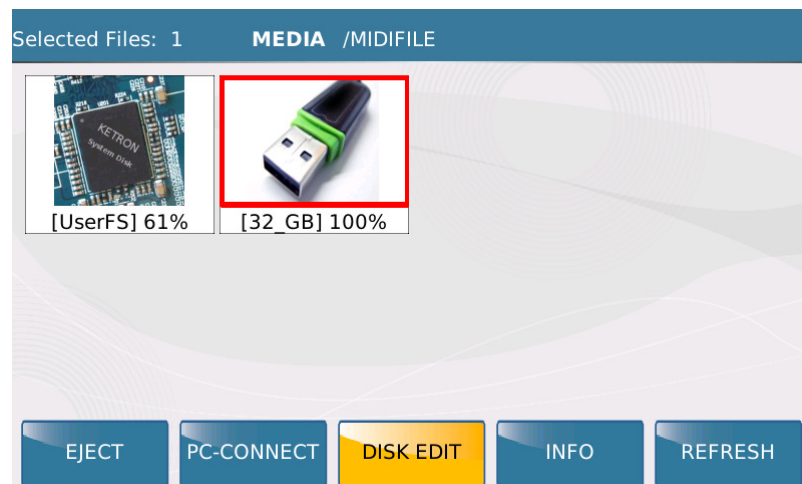 Selected Files: 1 MEDIA /MIDIFILE
KETRON
System Disk
[UserFS] 61%
[32_GB] 100%
EJECT
PC-CONNECT
DISK EDIT
INFO
REFRESH